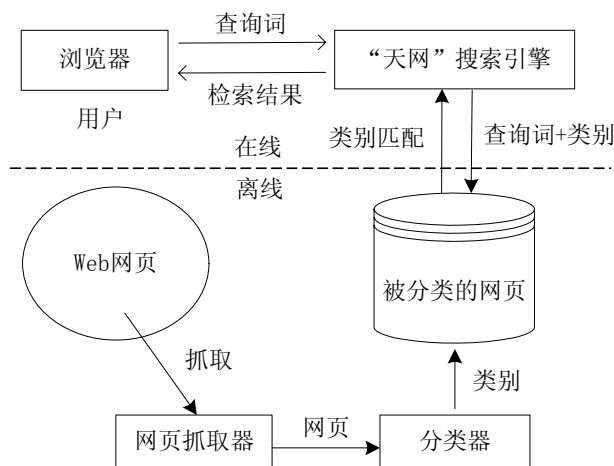 查询词
浏览器
“天网”搜索引擎
检索结果
用户
类别匹配
查询词+类别
在线
离线
Web网页
被分类的网页
抓取
类别
网页抓取器
网页
分类器